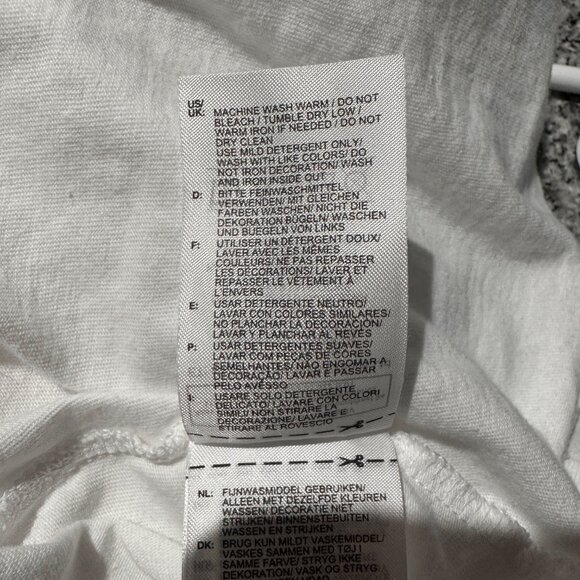 US/
UK: MACHINE WASH WARM / DO NOT
BLEACH / TUMBLE DRY LOW /
WARM IRON IF NEEDED / DO NOT
DRY CLEAN
USE MILD DETERGENT ONLY/
WASH WITH LIKE COLORS/ DO
NOT IRON DECORATION/ WASH
AND IRON INSIDE OUT
D: BITTE FEINWASCHMITTEL
VERWENDEN/ MIT GLEICHEN
FARBEN WASCHEN/ NICHT DIE
DEKORATION BÜGELN/ WASCHEN
UND BUEGELN VON LINKS
F: UTILISER UN DÉTERGENT DOUX/
LAVER AVEC LES MÊMES
COULEURS/ NE PAS REPASSER
LES DECORATIONS/ LAVER ET
REPASSER LE VÊTEMENT À
L'ENVERS
E: USAR DETERGENTE NEUTRO/
LAVAR CON COLORES SIMILARES/
NO PLANCHAR LA DECORACIÓN/
LAVAR Y PLANCHAR AL REVÉS
P: USAR DETERGENTES SUAVES/
LAVAR COM PEÇAS DE CÔRES
SEMELHANTES/ NÃO ENGOMAR A
DECORAÇÃO/ LAVAR E PASSAR
PELO AVESSO
I: USARE SOLO DETERGENTE
DELICATO/ LAVARE CON COLORI
SIMILI/ NON STIRARE LA
DECORAZIONE/ LAVARE E
STIRARE AL ROVESCIO
NL: FIJNWASMIDDEL GEBRUIKEN/
ALLEEN MET DEZELFDE KLEUREN
WASSEN/ DECORATIE NIET
STRIJKEN/ BINNENSTEBUITEN
WASSEN EN STRIJKEN
DK: BRUG KUN MILDT VASKEMIDDEL/
VASKES SAMMEN MED TØJ I
SAMME FARVE/ STRYG IKKE
DEKORATION/ VASK OG STRYG